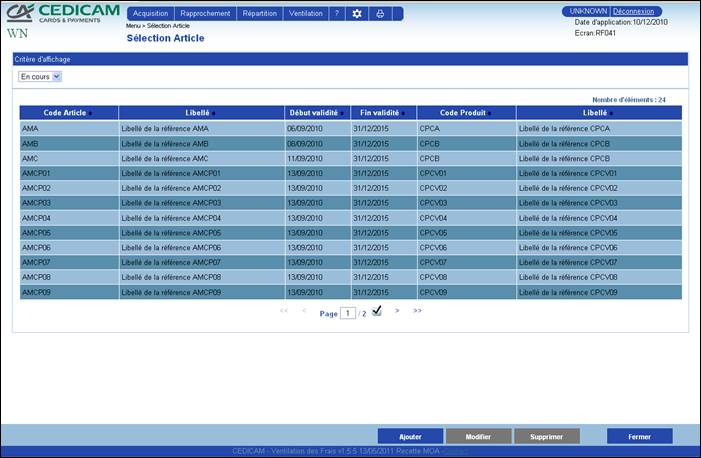 CA CEDICAM
CARDS & PAYMENTS
WN
Acquisition Rapprochement Répartition Ventilation ?
Menu > Sélection Article
Sélection Article
UNKNOWN Déconnexion
Date d'application:10/12/2010
Ecran:RF041
Critère d'affichage
En cours
Nombre d'éléments : 24
Code Article Libellé Début validité Fin validité Code Produit Libellé
AMA Libellé de la référence AMA 06/09/2010 31/12/2015 CPCA Libellé de la référence CPCA
AMB Libellé de la référence AMB 08/09/2010 31/12/2015 CPCB Libellé de la référence CPCB
AMC Libellé de la référence AMC 11/09/2010 31/12/2015 CPCB Libellé de la référence CPCB
AMCP01 Libellé de la référence AMCP01 13/09/2010 31/12/2015 CPCV01 Libellé de la référence CPCV01
AMCP02 Libellé de la référence AMCP02 13/09/2010 31/12/2015 CPCV02 Libellé de la référence CPCV02
AMCP03 Libellé de la référence AMCP03 13/09/2010 31/12/2015 CPCV03 Libellé de la référence CPCV03
AMCP04 Libellé de la référence AMCP04 13/09/2010 31/12/2015 CPCV04 Libellé de la référence CPCV04
AMCP05 Libellé de la référence AMCP05 13/09/2010 31/12/2015 CPCV05 Libellé de la référence CPCV05
AMCP06 Libellé de la référence AMCP06 13/09/2010 31/12/2015 CPCV06 Libellé de la référence CPCV06
AMCP07 Libellé de la référence AMCP07 13/09/2010 31/12/2015 CPCV07 Libellé de la référence CPCV07
AMCP08 Libellé de la référence AMCP08 13/09/2010 31/12/2015 CPCV08 Libellé de la référence CPCV08
AMCP09 Libellé de la référence AMCP09 13/09/2010 31/12/2015 CPCV09 Libellé de la référence CPCV09
<< < Page 1 / 2 > >>
Ajouter Modifier Supprimer Fermer
CEDICAM - Ventilation des Frais v1.5.5 13/05/2011 Recette MOA -